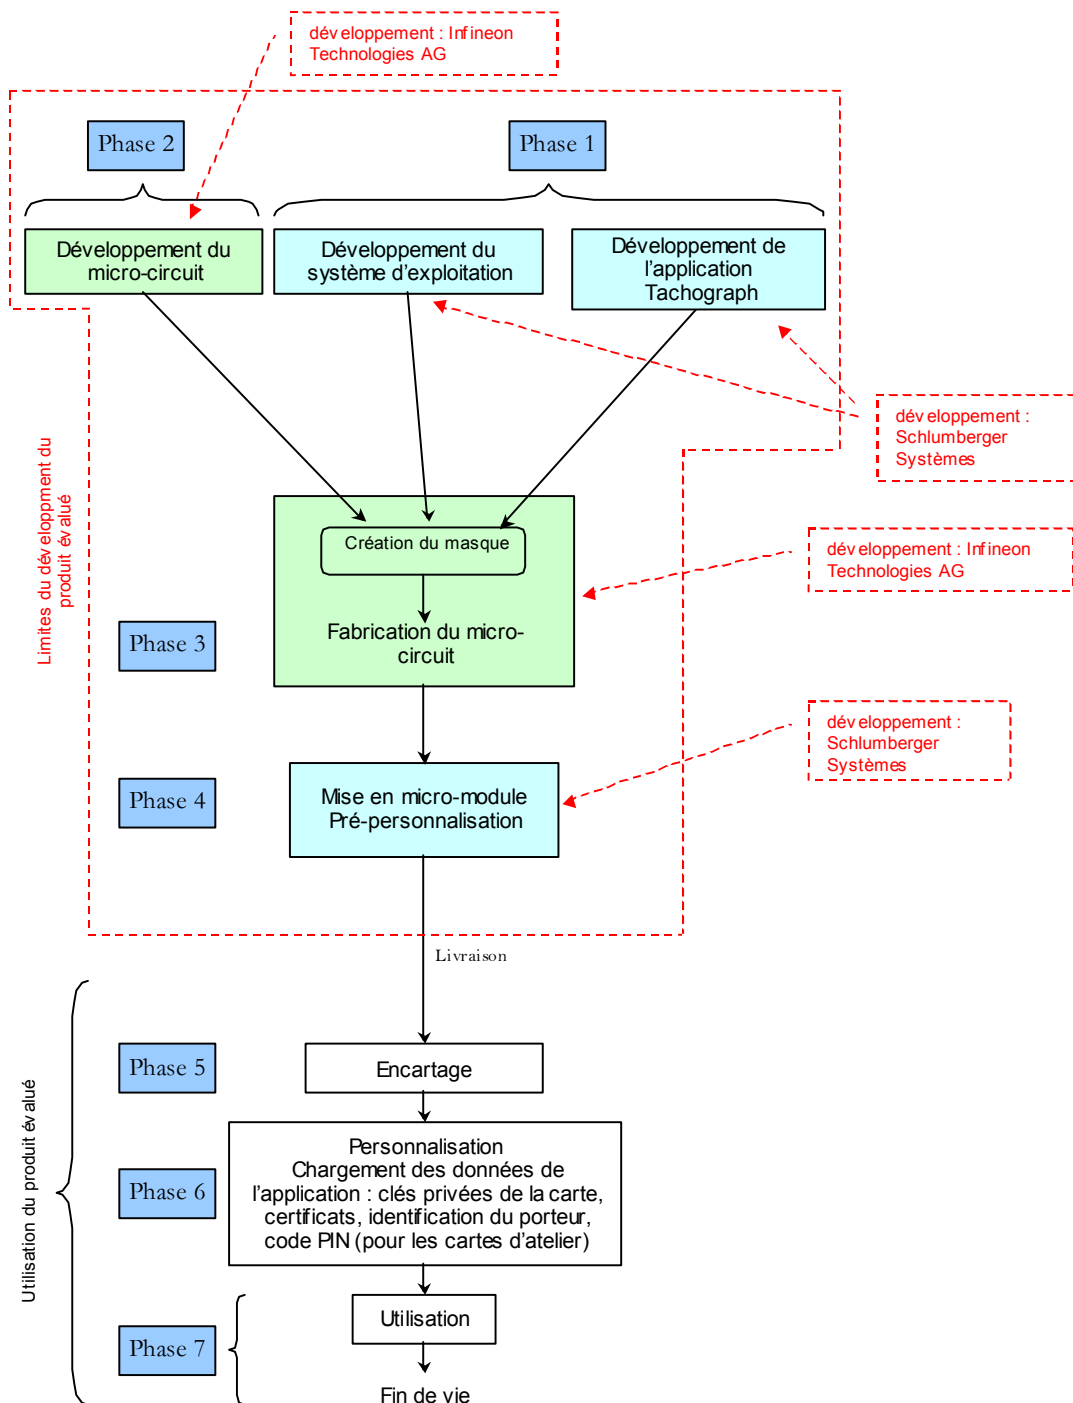 développement : Infineon
Technologies AG
Phase 2
Phase 1
Développement du
micro-circuit
Développement du
système d'exploitation
Développement de
l'application
Tachograph
développement :
Schlumberger
Systèmes
Limites du développment du
produit évalué
Création du masque
Fabrication du micro-
circuit
développement : Infineon
Technologies AG
Phase 3
développement :
Schlumberger
Systèmes
Phase 4
Mise en micro-module
Pré-personnalisation
Livraison
Utilisation du produit évalué
Phase 5
Encartage
Phase 6
Personnalisation
Chargement des données de
l'application : clés privées de la carte,
certificats, identification du porteur,
code PIN (pour les cartes d'atelier)
Phase 7
Utilisation
Fin de vie